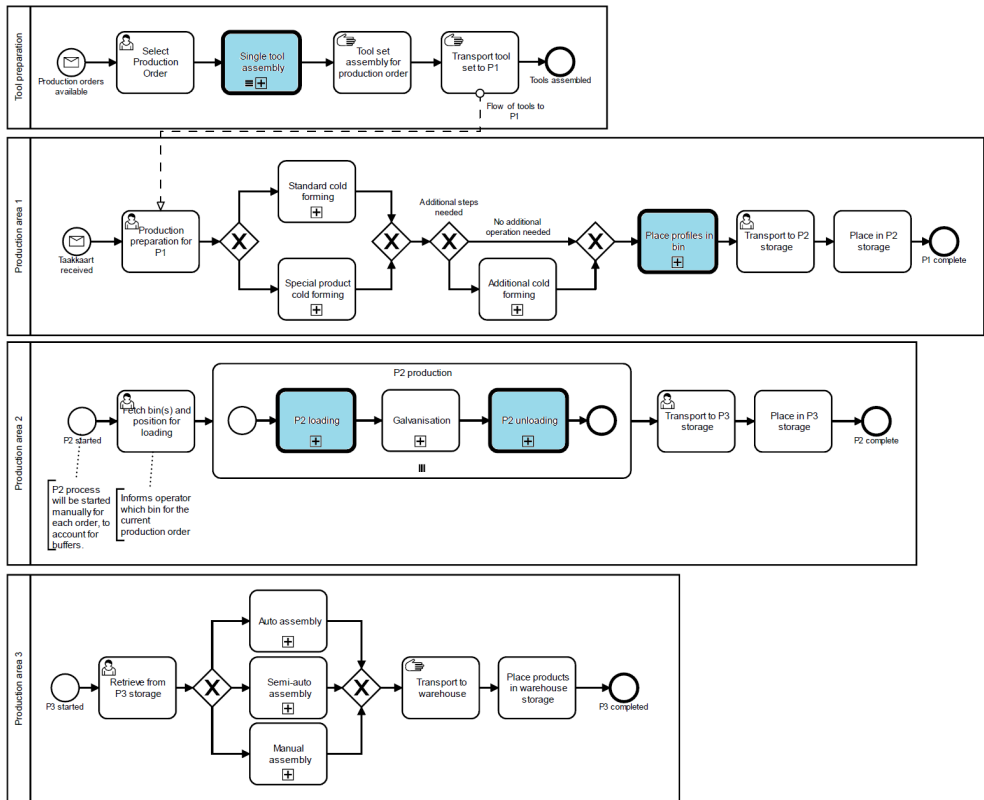 Tool preparation
Production orders
available
Select
Production
Order
Single tool
assembly
Tool set
assembly for
production order
Transport tool
set to P1
Tools assembled
Flow of tools to
P1
Production area 1
Taakkaart
received
Production
preparation for
P1
Standard cold
forming
Special product
cold forming
Additional steps
needed
No additional
operation needed
Additional cold
forming
Place profiles in
bin
Transport to P2
storage
Place in P2
storage
P1 complete
Production area 2
P2 started
Fetch bin(s) and
position for
loading
P2 production
P2 loading
Galvanisation
P2 unloading
Transport to P3
storage
Place in P3
storage
P2 complete
P2 process
will be started
manually for
each order, to
account for
buffers.
Informs operator
which bin for the
current
production order
Production area 3
P3 started
Retrieve from
P3 storage
Auto assembly
Semi-auto
assembly
Manual
assembly
Transport to
warehouse
Place products
in warehouse
storage
P3 completed